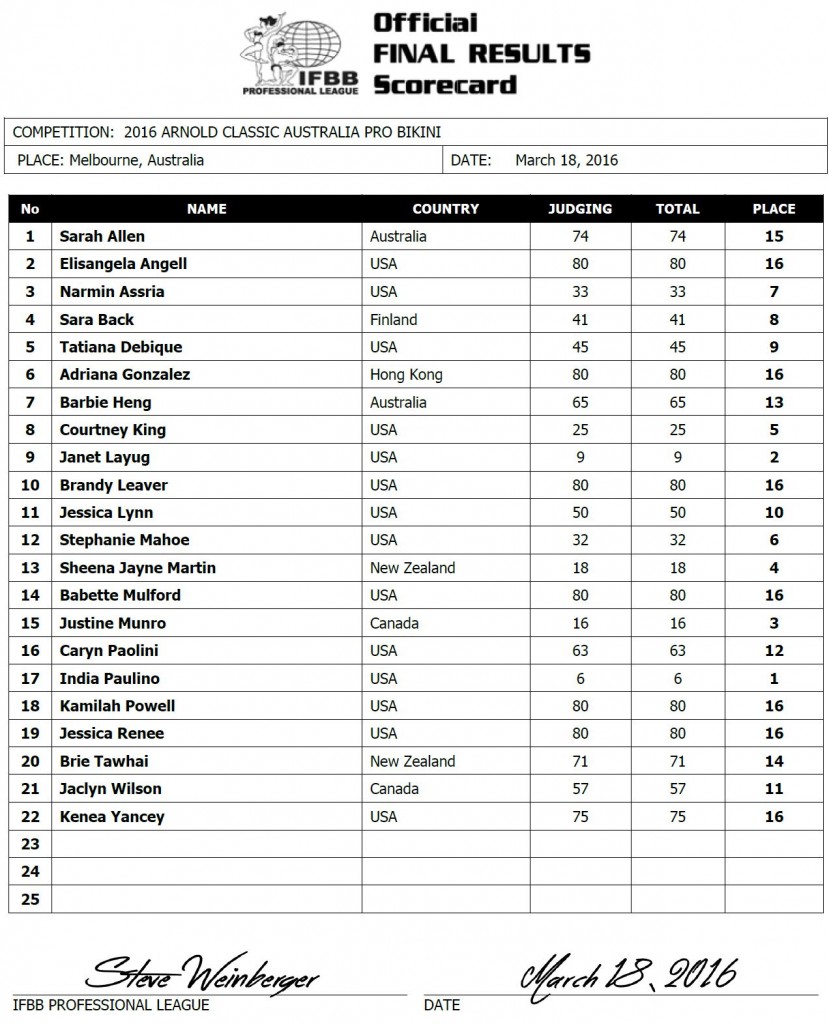 Official
FINAL RESULTS
Scorecard
IFBB
PROFESSIONAL LEAGUE
COMPETITION: 2016 ARNOLD CLASSIC AUSTRALIA PRO BIKINI
PLACE: Melbourne, Australia DATE: March 18, 2016
No NAME COUNTRY JUDGING TOTAL PLACE
1 Sarah Allen Australia 74 74 15
2 Elisangela Angell USA 80 80 16
3 Narmin Assria USA 33 33 7
4 Sara Back Finland 41 41 8
5 Tatiana Debique USA 45 45 9
6 Adriana Gonzalez Hong Kong 80 80 16
7 Barbie Heng Australia 65 65 13
8 Courtney King USA 25 25 5
9 Janet Layug USA 9 9 2
10 Brandy Leaver USA 80 80 16
11 Jessica Lynn USA 50 50 10
12 Stephanie Mahoe USA 32 32 6
13 Sheena Jayne Martin New Zealand 18 18 4
14 Babette Mulford USA 80 80 16
15 Justine Munro Canada 16 16 3
16 Caryn Paolini USA 63 63 12
17 India Paulino USA 6 6 1
18 Kamilah Powell USA 80 80 16
19 Jessica Renee USA 80 80 16
20 Brie Tawhai New Zealand 71 71 14
21 Jaclyn Wilson Canada 57 57 11
22 Kenea Yancey USA 75 75 16
23
24
25
Steve Weinberger March 18, 2016
IFBB PROFESSIONAL LEAGUE DATE